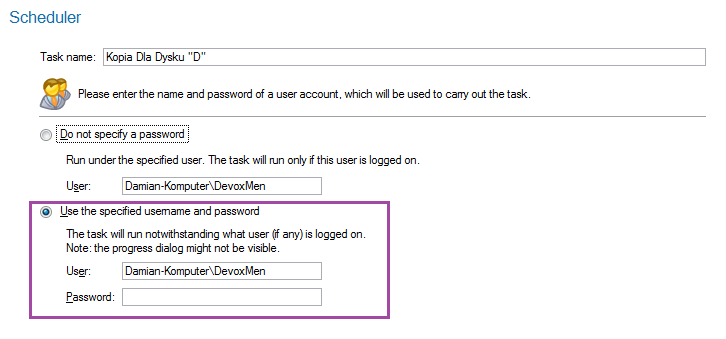 Scheduler
Task name: Kopia Dla Dysku "D"
Please enter the name and password of a user account, which will be used to carry out the task.
Do not specify a password
Run under the specified user. The task will run only if this user is logged on.
User: Damian-Komputer\DevoxMen
Use the specified username and password
The task will run notwithstanding what user (if any) is logged on.
Note: the progress dialog might not be visible.
User: Damian-Komputer\DevoxMen
Password: